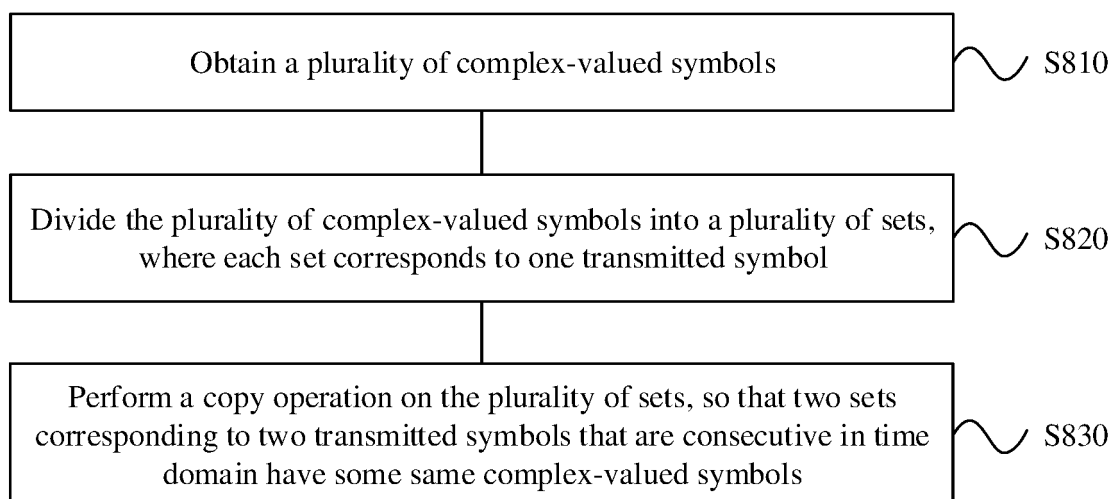 Obtain a plurality of complex-valued symbols
S810
Divide the plurality of complex-valued symbols into a plurality of sets,
where each set corresponds to one transmitted symbol
S820
Perform a copy operation on the plurality of sets, so that two sets
corresponding to two transmitted symbols that are consecutive in time
domain have some same complex-valued symbols
S830